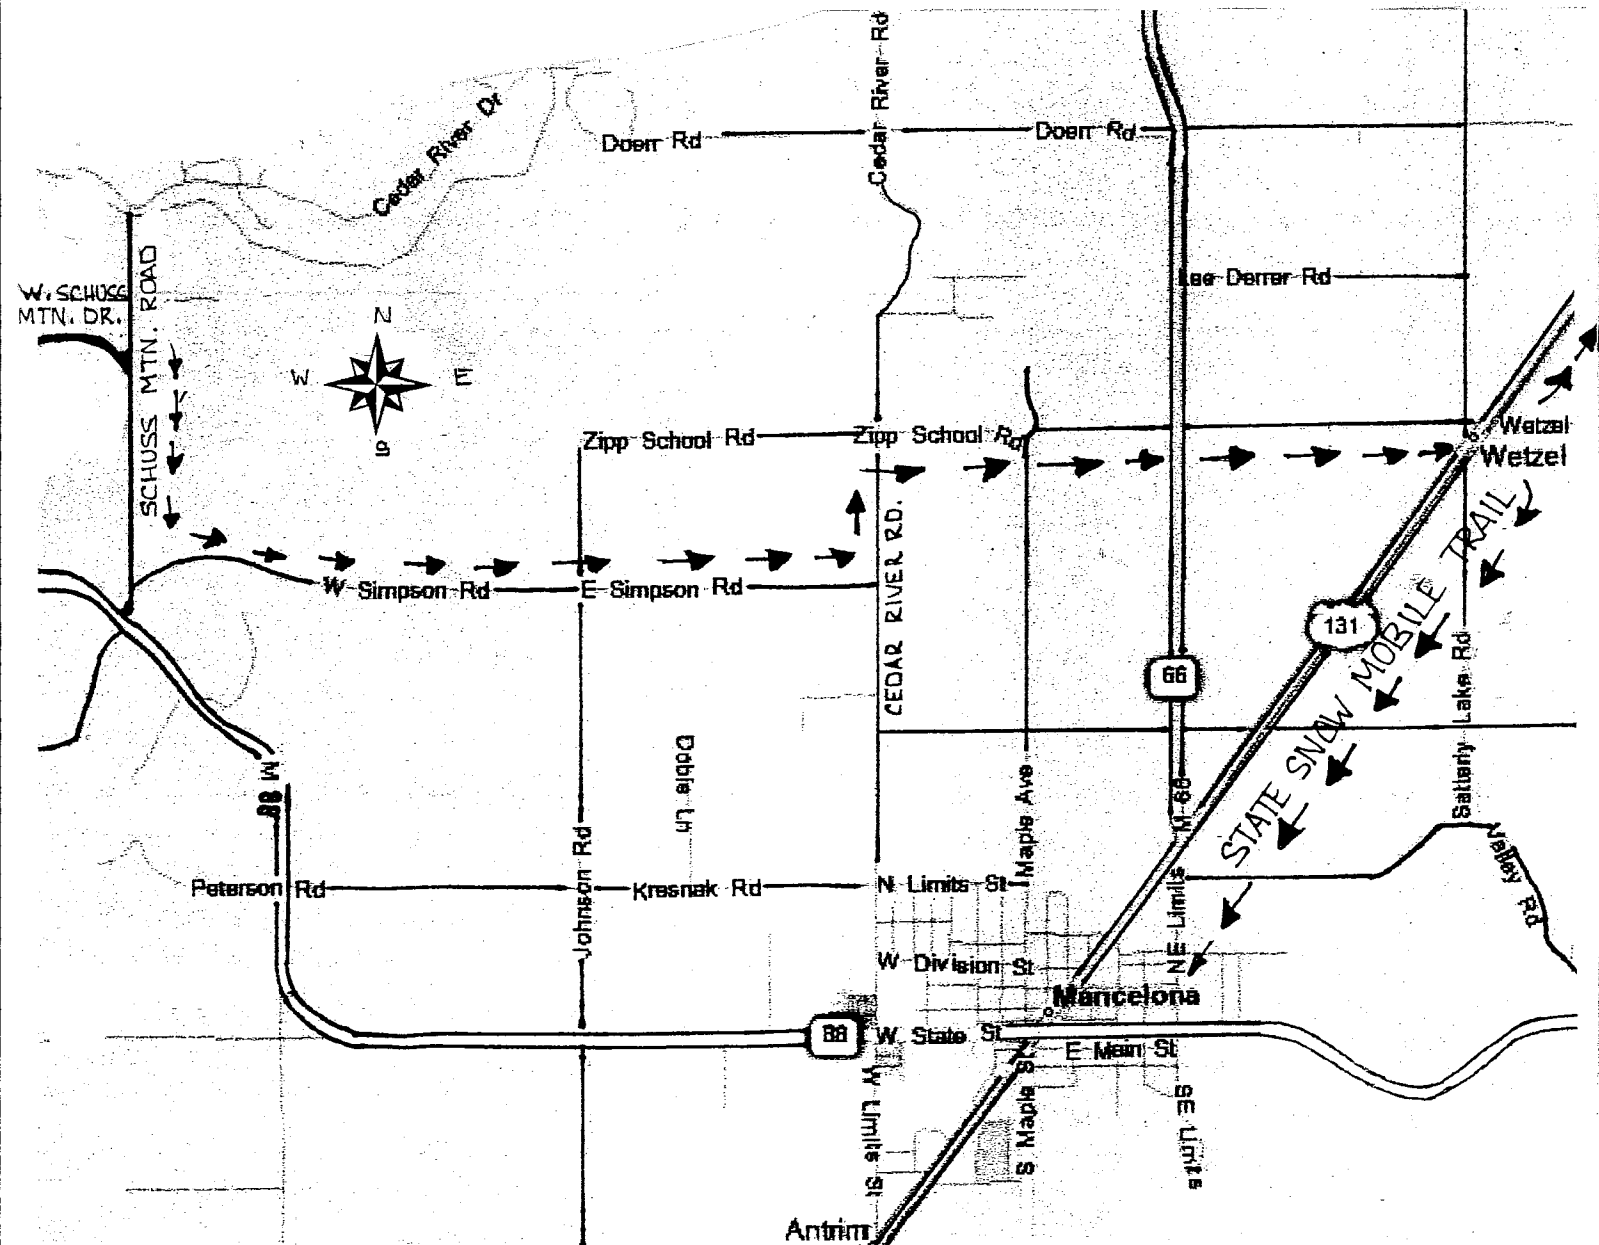 Cedar River Rd
Cedar River Dr
Doerr Rd
Doerr Rd
W. SCHUSS
MTN. DR.
SCHUSS MTN. ROAD
N
W
E
S
Lee Derrer Rd
Zipp School Rd
Zipp School Rd
Wetzel
Wetzel
W Simpson Rd
E Simpson Rd
CEDAR RIVER RD.
STATE SNOW MOBILE TRAIL
131
66
M 88
Doble Ln
Johnson Rd
Maple Ave
M-66
Satterly Lake Rd
Valley Rd
Peterson Rd
Kresnak Rd
N Limits St
NE Limits
W Division St
Mancelona
88
W State St
E Main St
W Limits St
S Maple St
SE Limits
Antrim